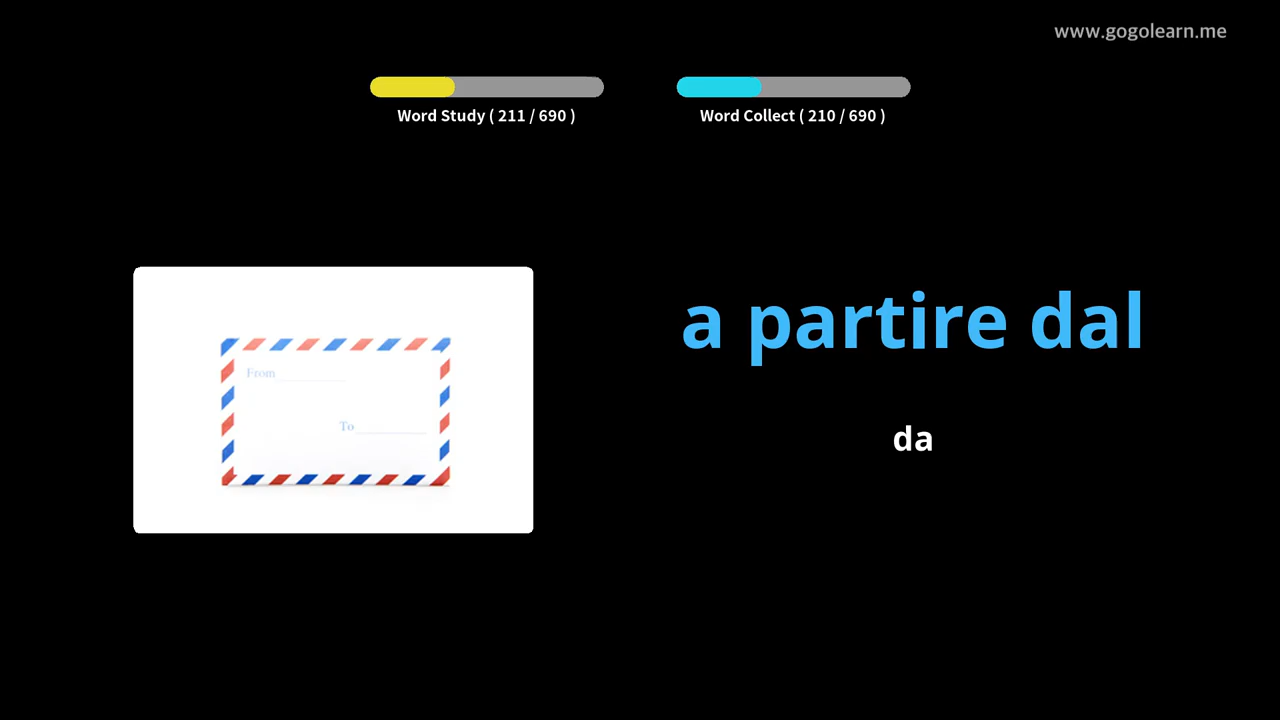 www.gogolearn.me
Word Study ( 211 / 690 )
Word Collect ( 210 / 690 )
From
To
a partire dal
da